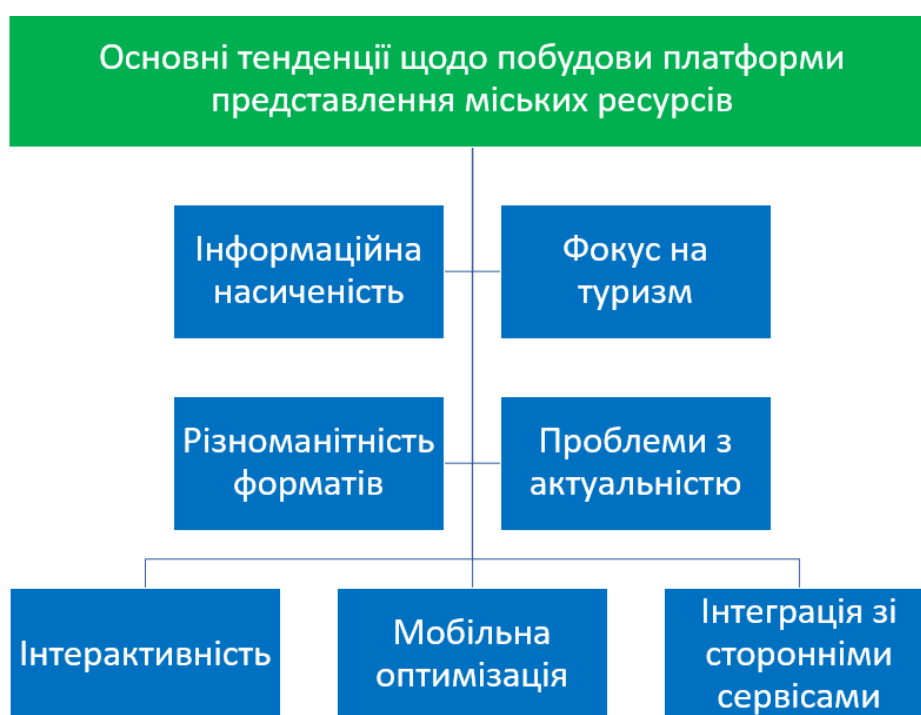 Основні тенденції щодо побудови платформи
представлення міських ресурсів
Інформаційна
насиченість
Фокус на
туризм
Різноманітність
форматів
Проблеми з
актуальністю
Інтерактивність
Мобільна
оптимізація
Інтеграція зі
сторонніми
сервісами